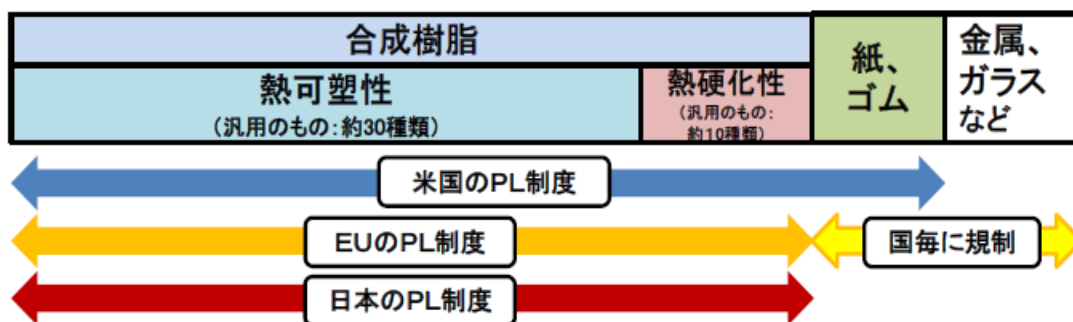 合成樹脂
熱可塑性
(汎用のもの:約30種類)
熱硬化性
(汎用のもの:
約10種類)
紙、
ゴム
金属、
ガラス
など
米国のPL制度
EUのPL制度
国毎に規制
日本のPL制度